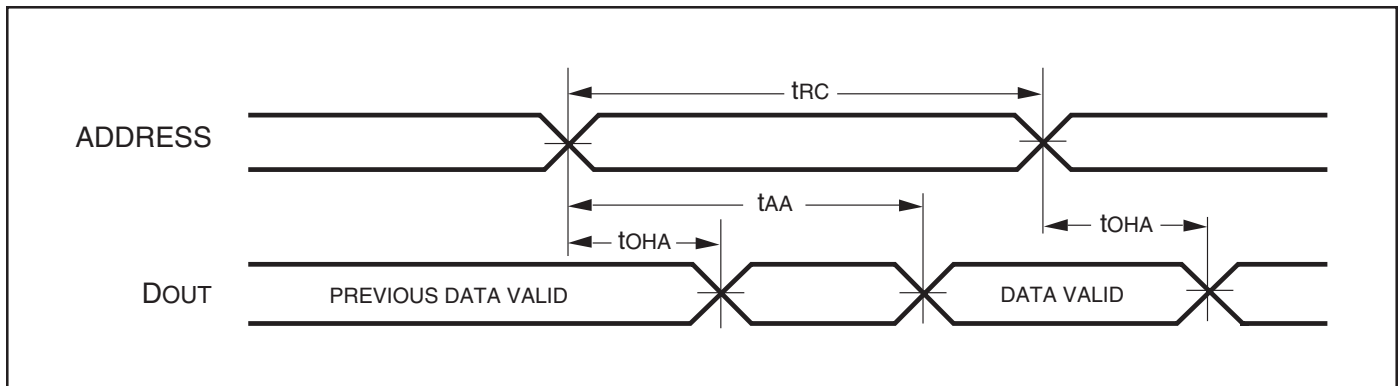 tRC
ADDRESS
tAA
tOHA
tOHA
DOUT
PREVIOUS DATA VALID
DATA VALID